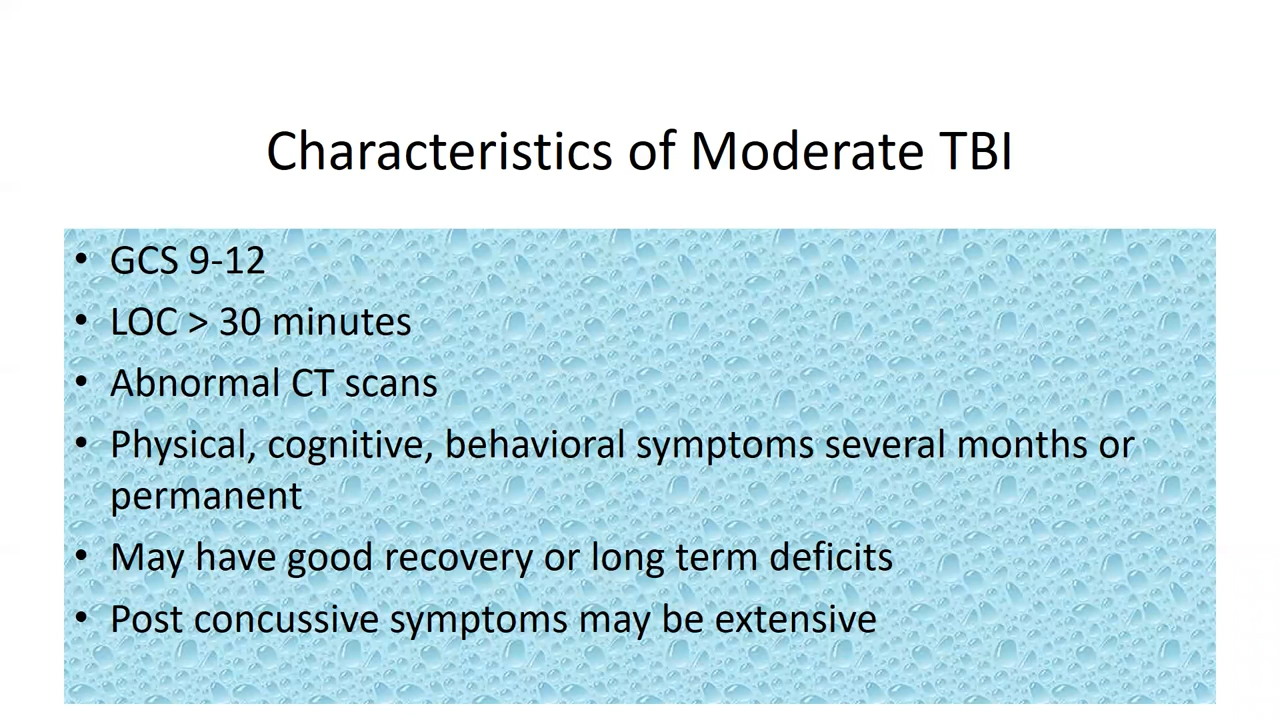 Characteristics of Moderate TBI
• GCS 9-12
• LOC > 30 minutes
• Abnormal CT scans
• Physical, cognitive, behavioral symptoms several months or
permanent
• May have good recovery or long term deficits
• Post concussive symptoms may be extensive